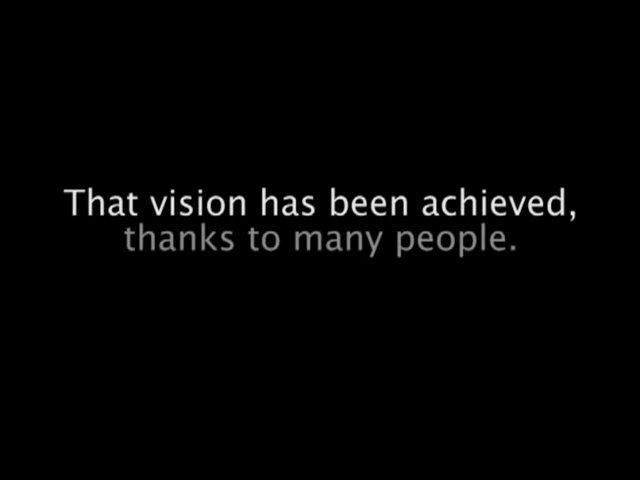 That vision has been achieved,
thanks to many people.